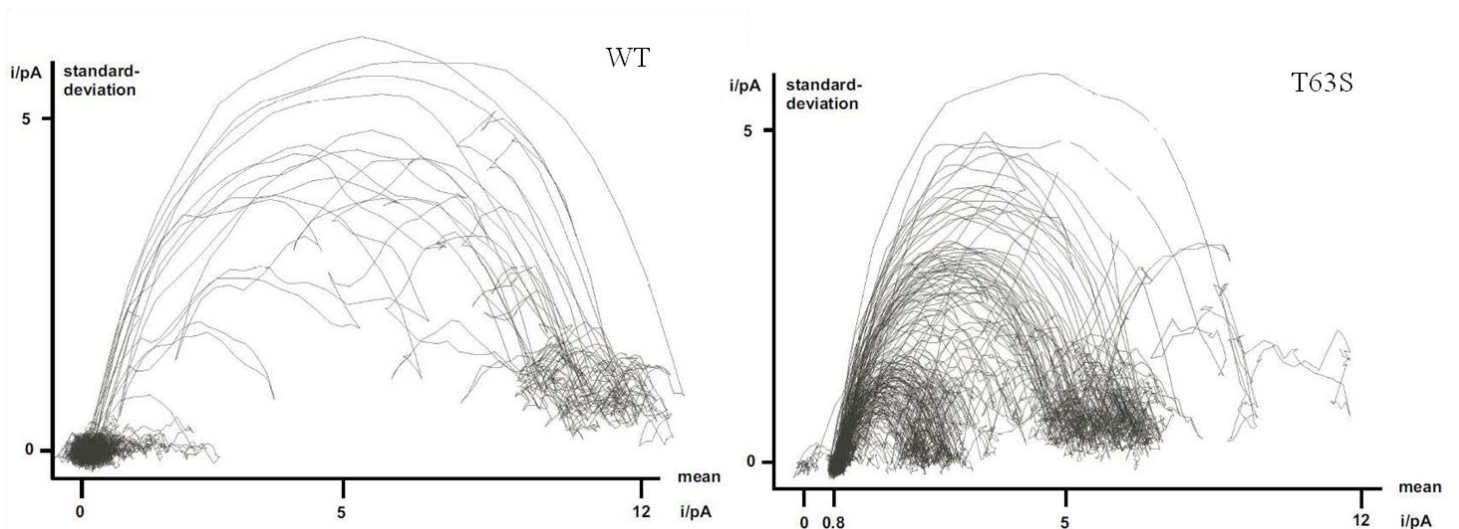 WT
i/pA
standard-
deviation
5
0
mean
0 5 12 i/pA
T63S
i/pA
standard-
deviation
5
0
mean
0 0.8 5 12 i/pA